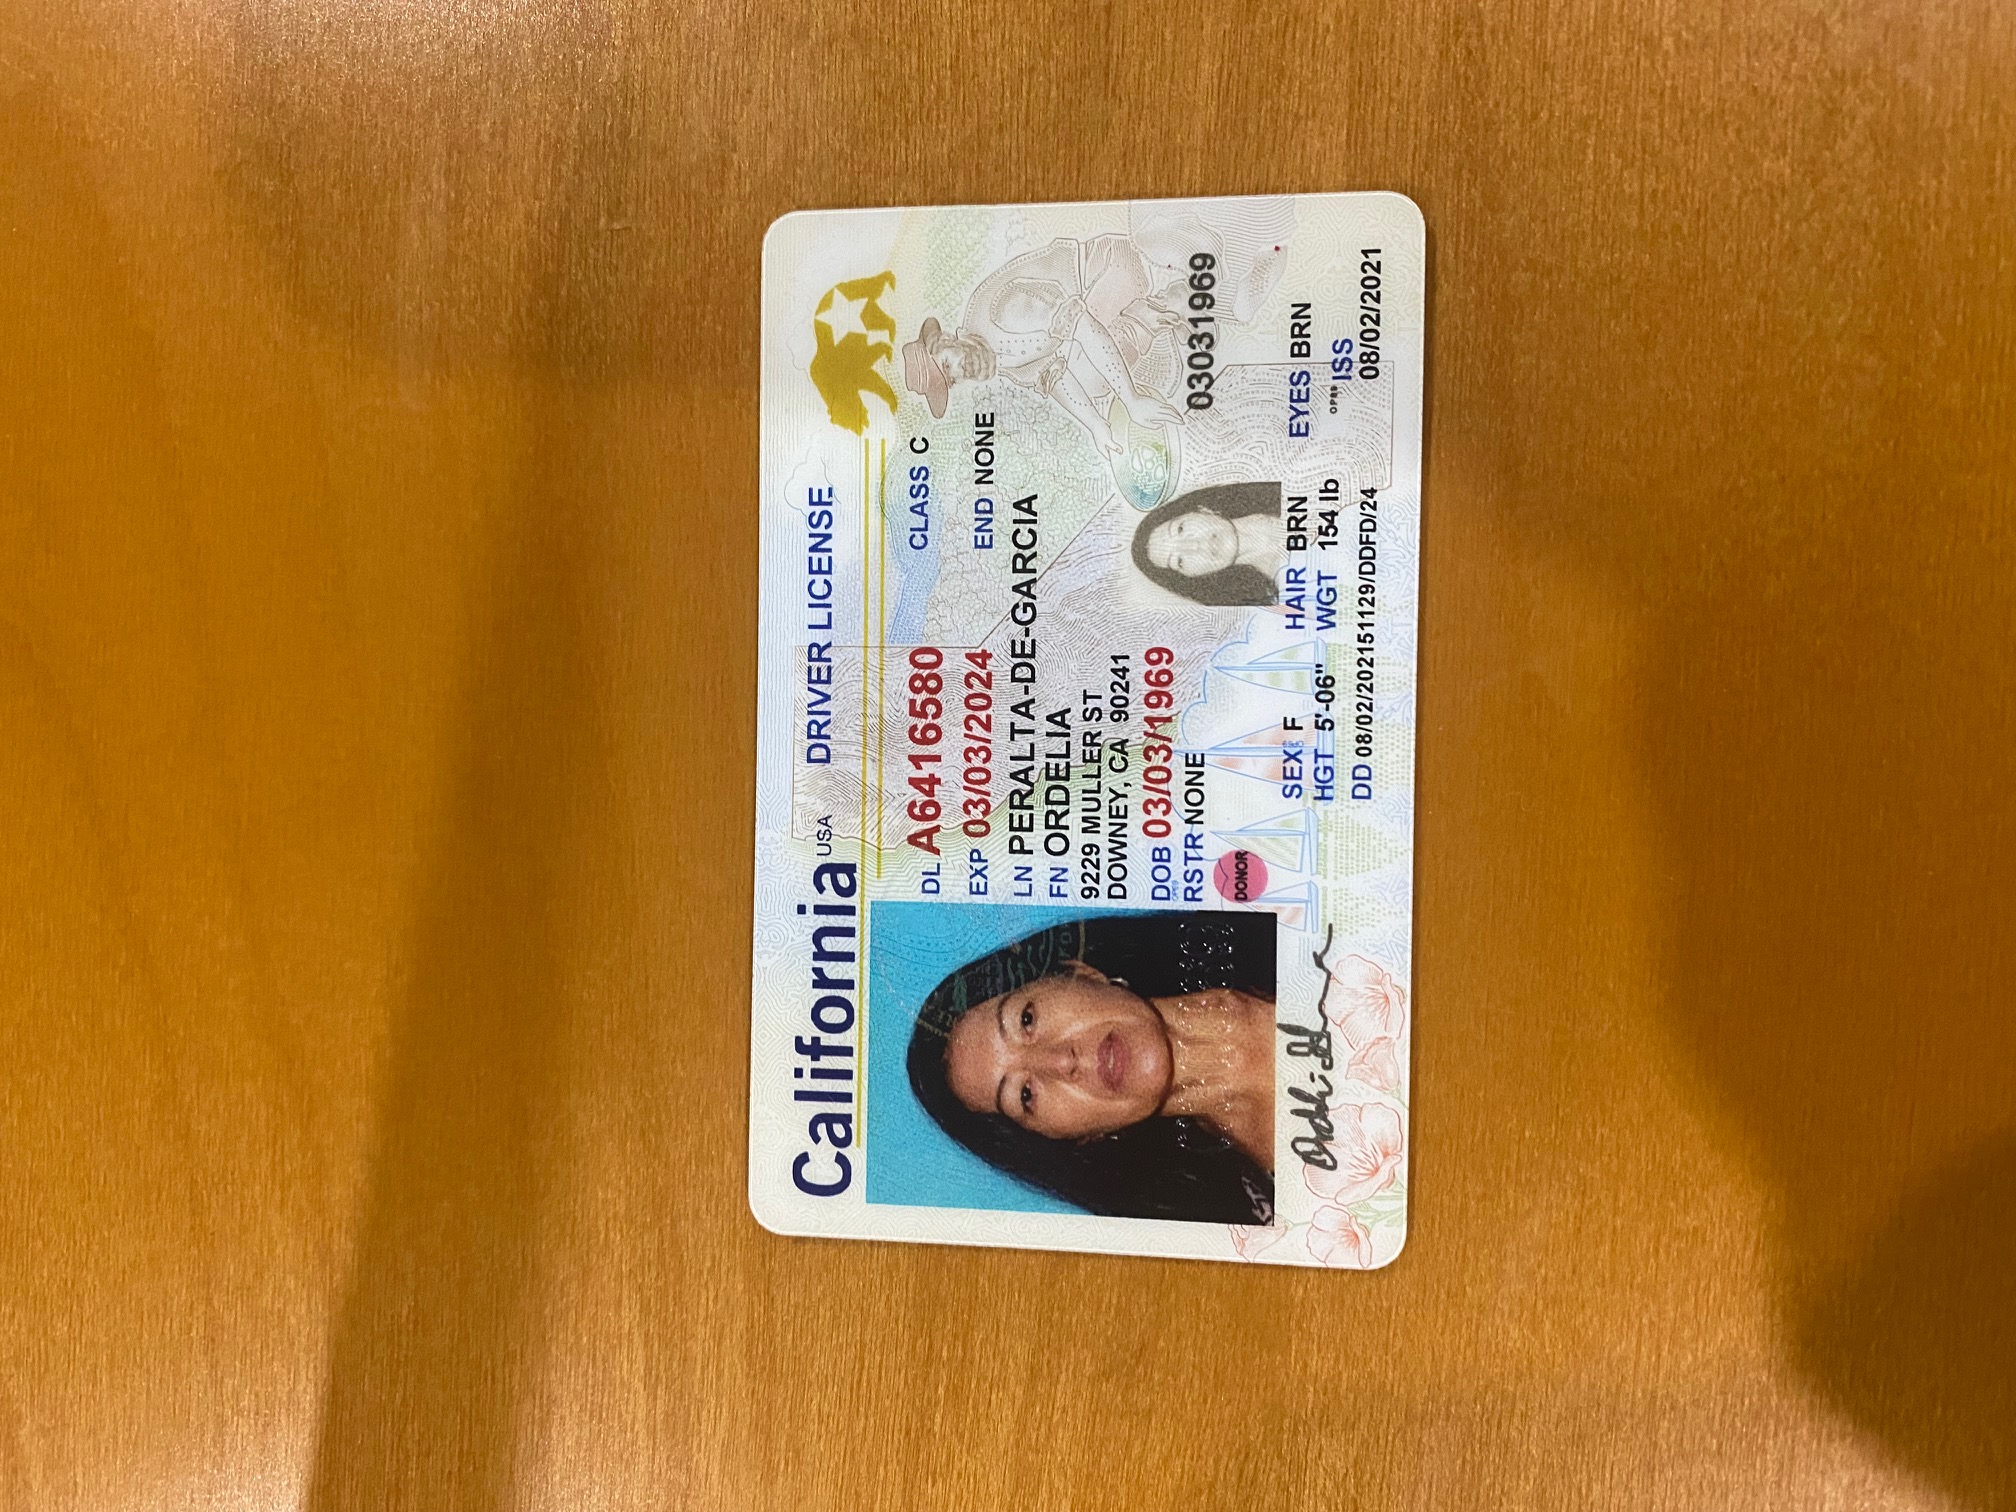 California USA DRIVER LICENSE
DL A6416580 CLASS C
EXP 03/03/2024 END NONE
LN PERALTA-DE-GARCIA
FN ORDELIA
9229 MULLER ST
DOWNEY, CA 90241
DOB 03/03/1969
RSTR NONE 03031969
DONOR
SEX F HAIR BRN EYES BRN
HGT 5'-06" WGT 154 lb ISS
DD 08/02/202151129/DDFD/24 08/02/2021